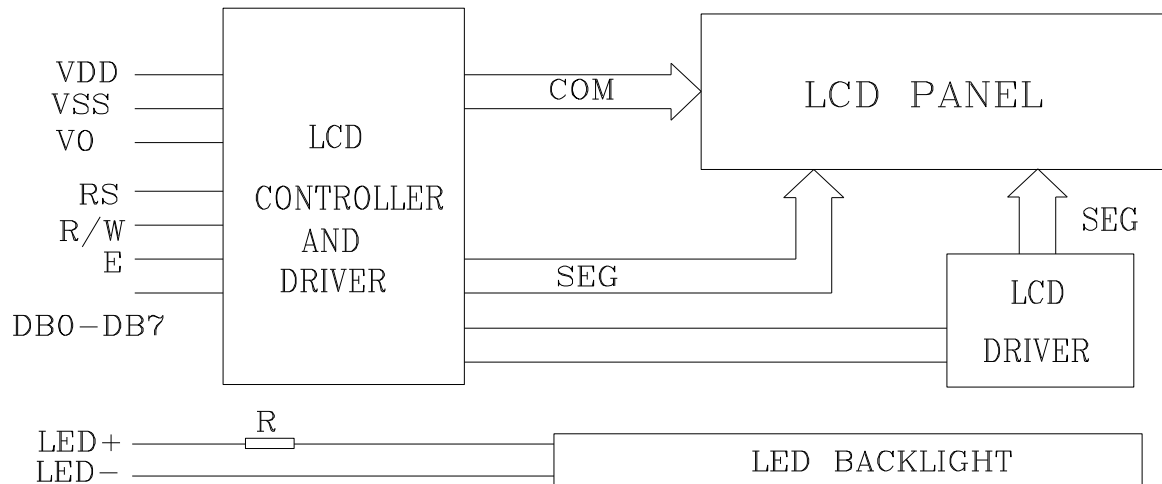 VDD
VSS
VO
RS
R/W
E
DB0-DB7
LCD
CONTROLLER
AND
DRIVER
COM
SEG
LCD PANEL
SEG
LCD
DRIVER
R
LED+
LED-
LED BACKLIGHT